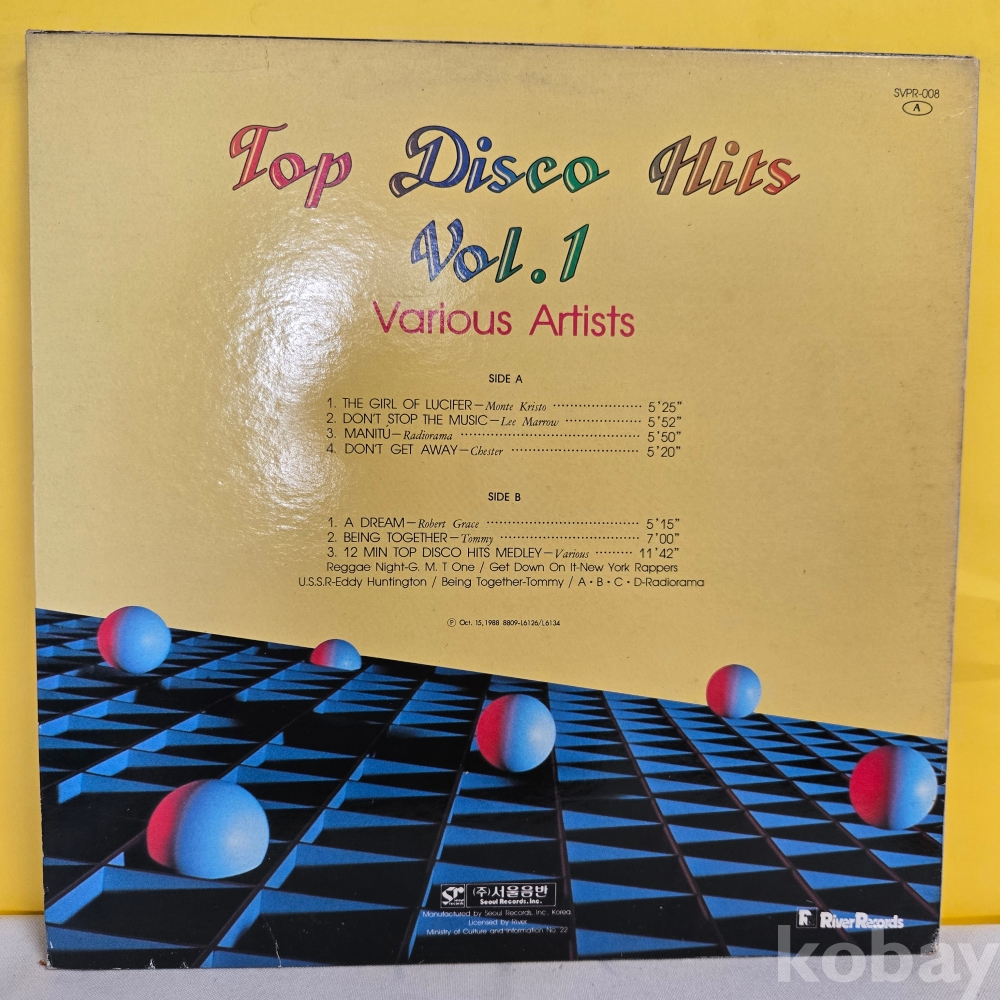 SVPR-008
A
Top Disco Hits
Vol.1
Various Artists
SIDE A
1. THE GIRL OF LUCIFER—Monte Kristo ······················ 5'25"
2. DON'T STOP THE MUSIC—Lee Marrow ·················· 5'52"
3. MANITÚ—Radiorama ········································ 5'50"
4. DON'T GET AWAY—Chester ······························ 5'20"
SIDE B
1. A DREAM—Robert Grace ···································· 5'15"
2. BEING TOGETHER—Tommy ································ 7'00"
3. 12 MIN TOP DISCO HITS MEDLEY—Various ········· 11'42"
Reggae Night-G. M. T One / Get Down On It-New York Rappers
U.S.S.R-Eddy Huntington / Being Together-Tommy / A·B·C·D-Radiorama
Ⓟ Oct. 15, 1988 8809-L6126/L6134
(주)서울음반
Seoul Records, Inc.
Manufactured by Seoul Records, Inc., Korea
Licensed by River
Ministry of Culture and Information No. 22
River Records
kobay